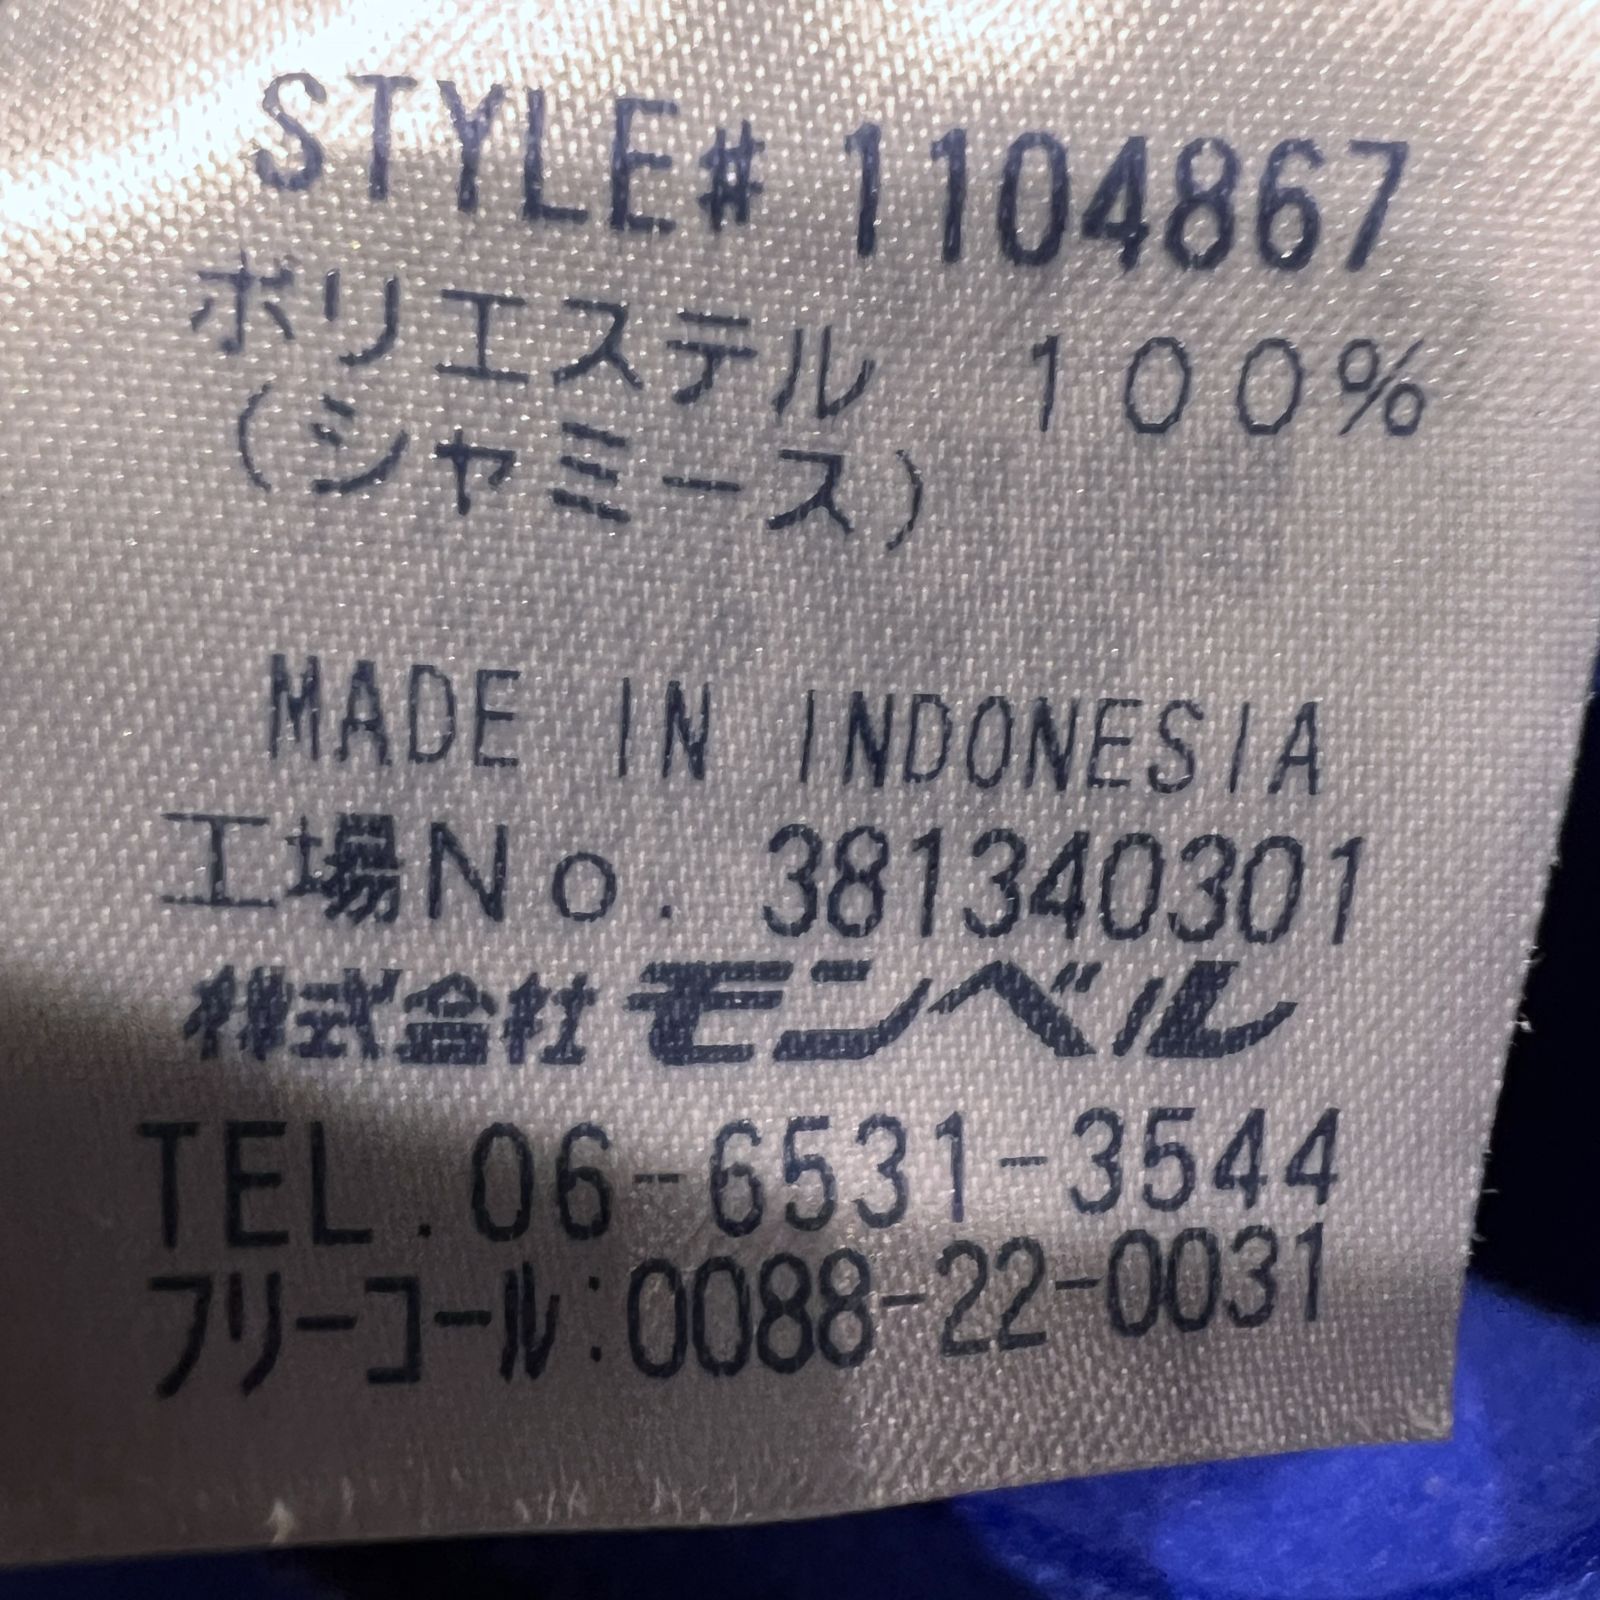 STYLE# 1104867
ポリエステル 100%
(シャミース)
MADE IN INDONESIA
工場No. 381340301
株式会社モンベル
TEL. 06-6531-3544
フリーコール:0088-22-0031